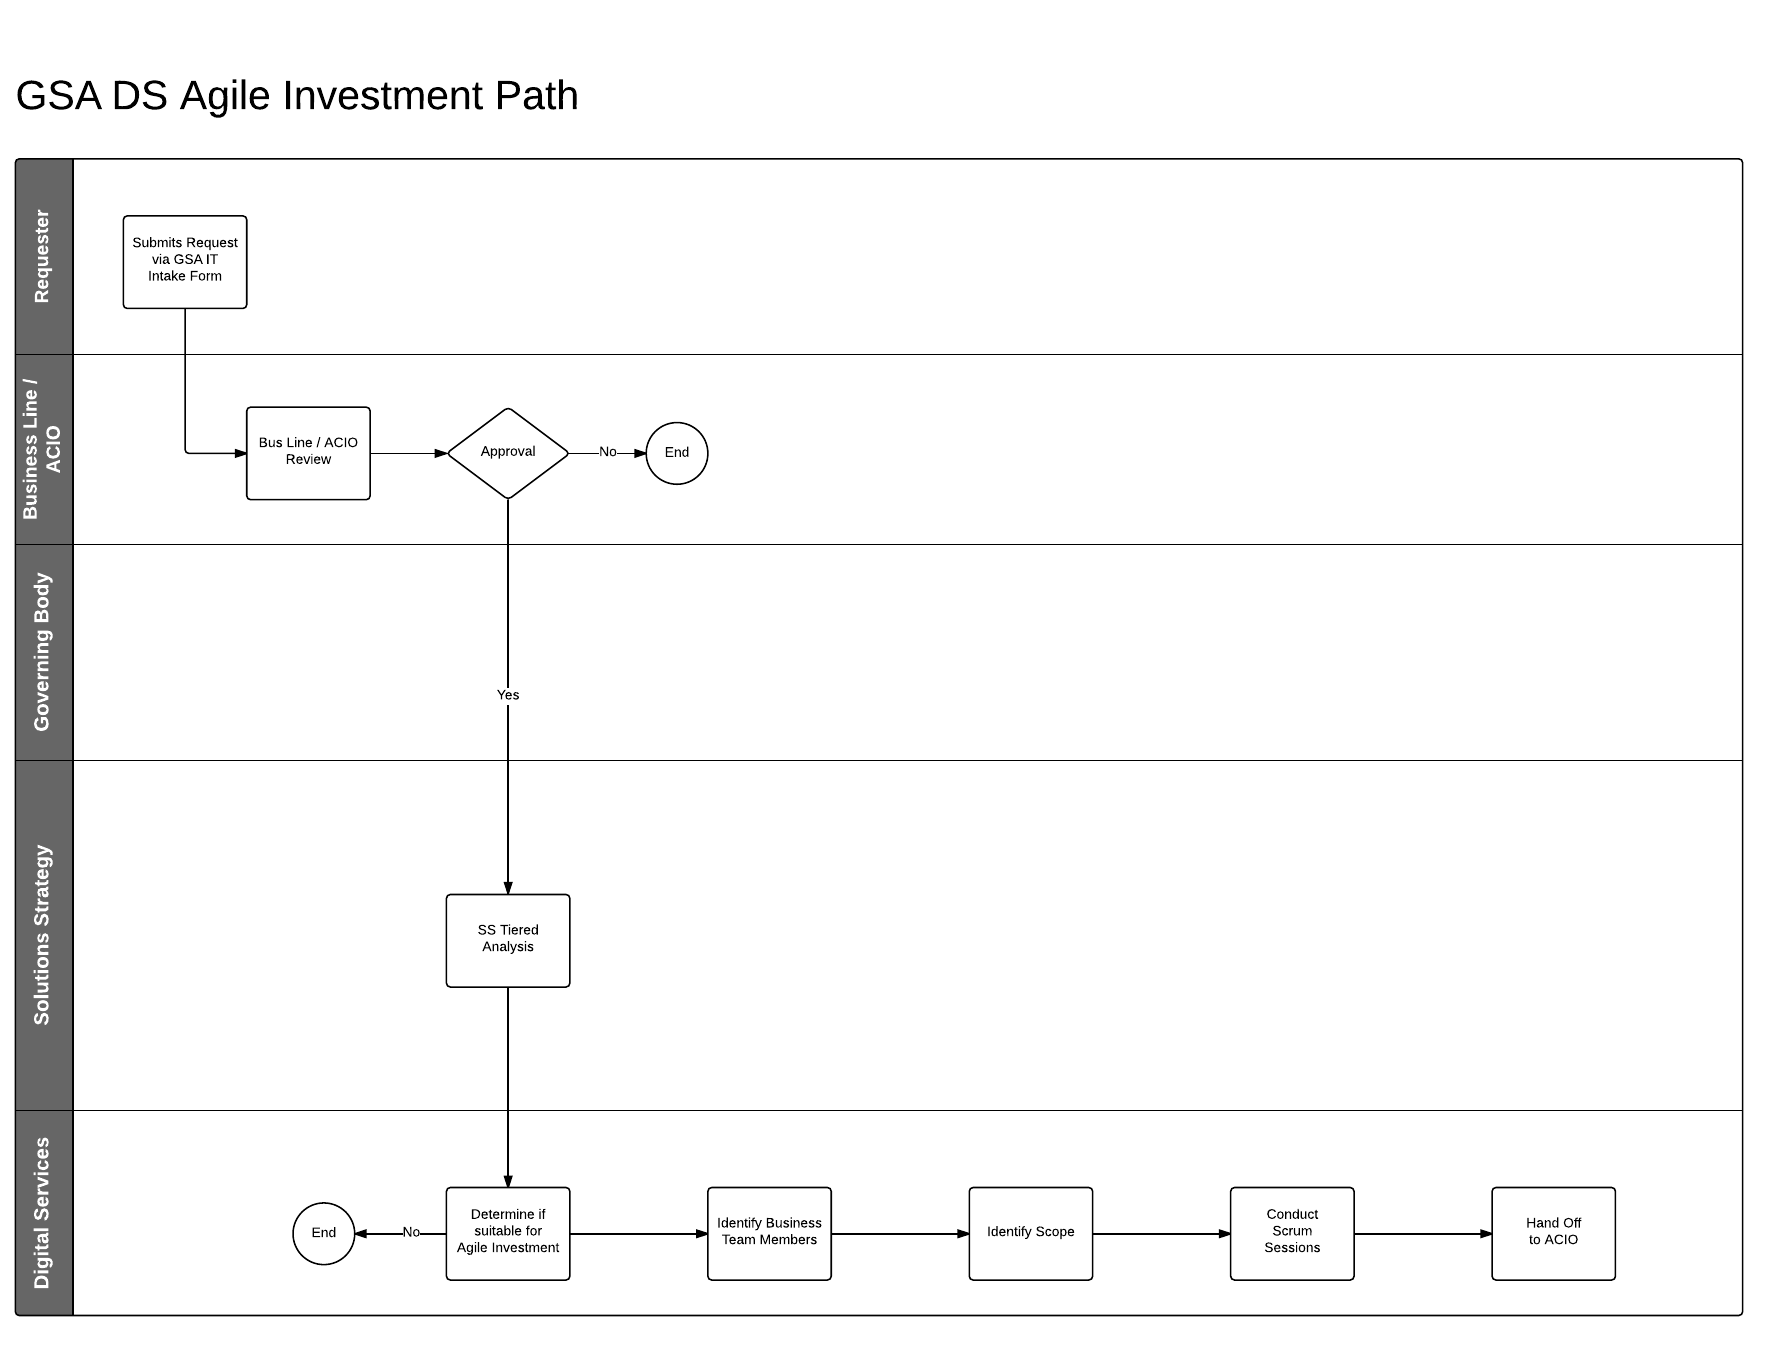 GSA DS Agile Investment Path
Requester
Submits Request
via GSA IT
Intake Form
Business Line /
ACIO
Bus Line / ACIO
Review
Approval
No
End
Governing Body
Yes
Solutions Strategy
SS Tiered
Analysis
Digital Services
End
No
Determine if
suitable for
Agile Investment
Identify Business
Team Members
Identify Scope
Conduct
Scrum
Sessions
Hand Off
to ACIO